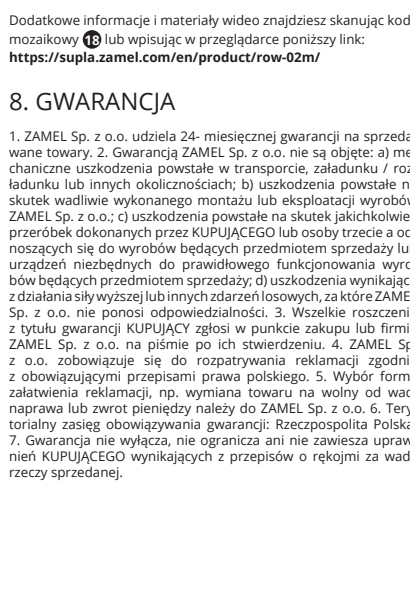 Dodatkowe informacje i materiały wideo znajdziesz skanując kod
mozaikowy 18 lub wpisując w przeglądarce poniższy link:
https://supla.zamel.com/en/product/row-02m/
8. GWARANCJA
1. ZAMEL Sp. z o.o. udziela 24- miesięcznej gwarancji na sprzeda
wane towary. 2. Gwarancją ZAMEL Sp. z o.o. nie są objęte: a) me
chaniczne uszkodzenia powstałe w transporcie, załadunku / roz
ładunku lub innych okolicznościach; b) uszkodzenia powstałe n
skutek wadliwie wykonanego montażu lub eksploatacji wyrobów
ZAMEL Sp. z o.o.; c) uszkodzenia powstałe na skutek jakichkolwie
przeróbek dokonanych przez KUPUJĄCEGO lub osoby trzecie a od
noszących się do wyrobów będących przedmiotem sprzedaży lu
urządzeń niezbędnych do prawidłowego funkcjonowania wyro
bów będących przedmiotem sprzedaży; d) uszkodzenia wynikając
z działania siły wyższej lub innych zdarzeń losowych, za które ZAME
Sp. z o.o. nie ponosi odpowiedzialności. 3. Wszelkie roszczeni
z tytułu gwarancji KUPUJĄCY zgłosi w punkcie zakupu lub firmi
ZAMEL Sp. z o.o. na piśmie po ich stwierdzeniu. 4. ZAMEL Sp
z o.o. zobowiązuje się do rozpatrywania reklamacji zgodni
z obowiązującymi przepisami prawa polskiego. 5. Wybór form
załatwienia reklamacji, np. wymiana towaru na wolny od wad
naprawa lub zwrot pieniędzy należy do ZAMEL Sp. z o.o. 6. Tery
torialny zasięg obowiązywania gwarancji: Rzeczpospolita Polska
7. Gwarancja nie wyłącza, nie ogranicza ani nie zawiesza upraw
nień KUPUJĄCEGO wynikających z przepisów o rękojmi za wad
rzeczy sprzedanej.